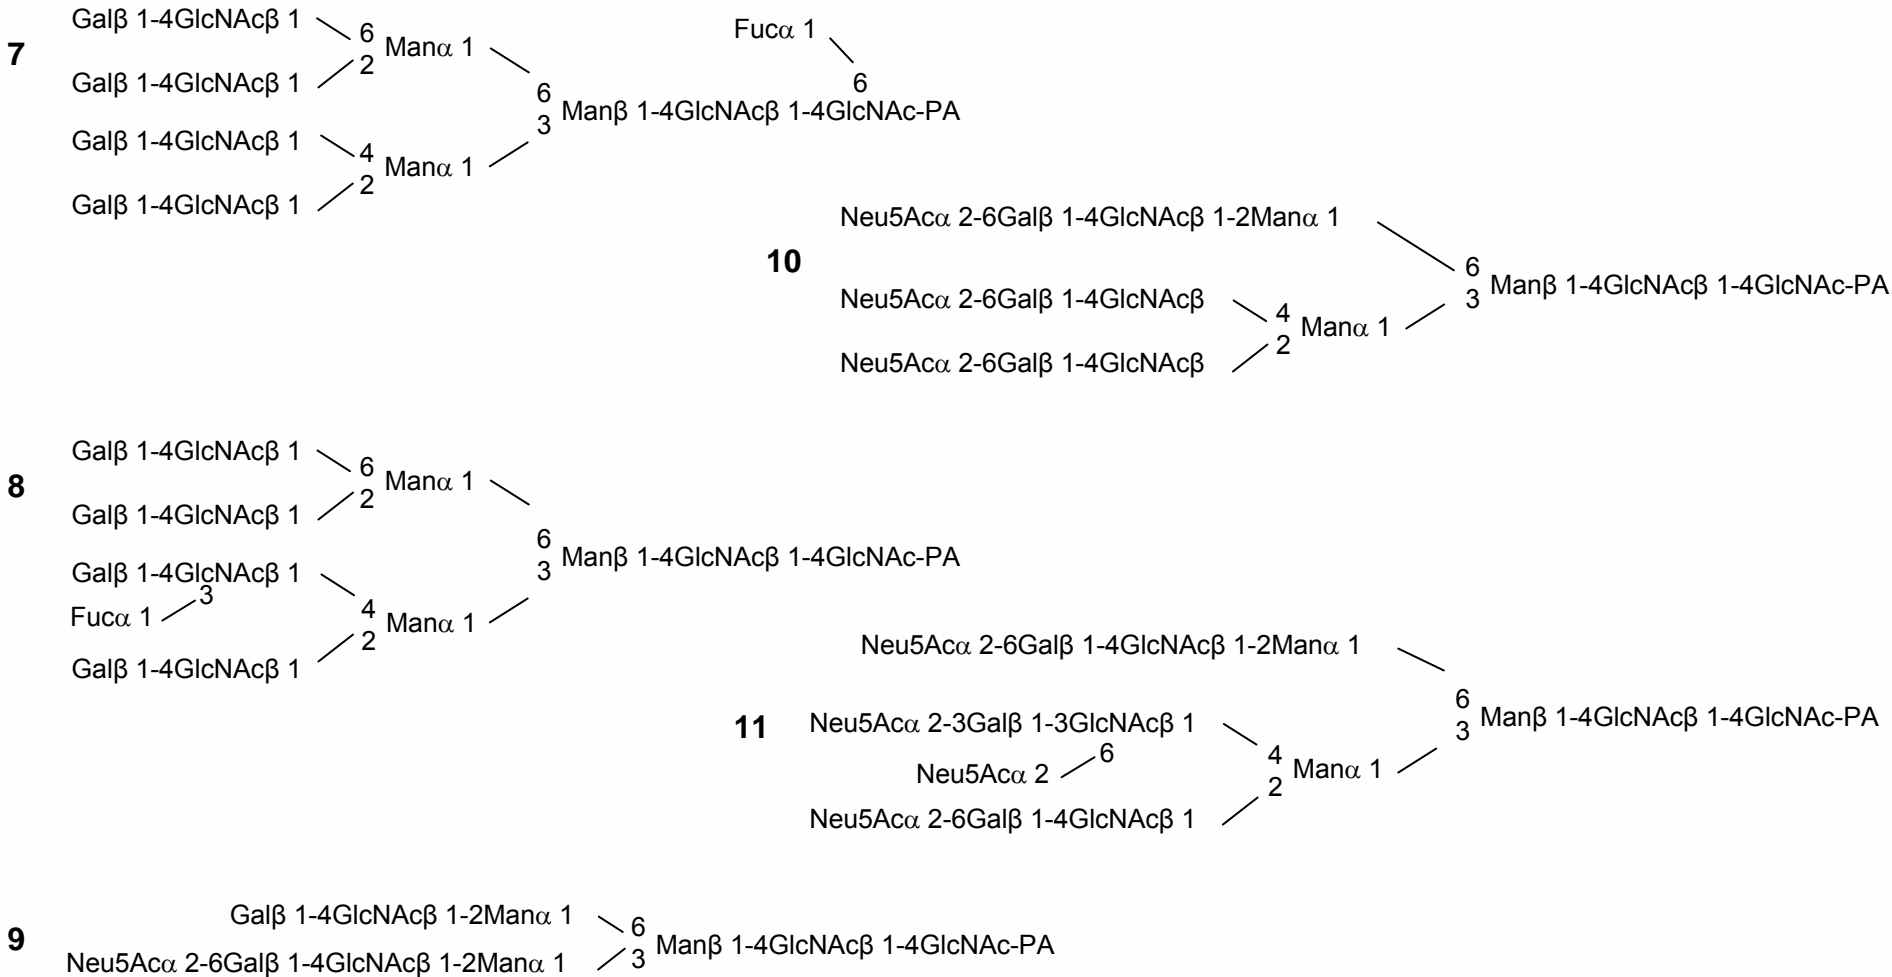 7
Galβ 1-4GlcNAcβ 1
Galβ 1-4GlcNAcβ 1
6
2
Manα 1
Galβ 1-4GlcNAcβ 1
Galβ 1-4GlcNAcβ 1
4
2
Manα 1
6
3
Manβ 1-4GlcNAcβ 1-4GlcNAc-PA
Fucα 1
6
10
Neu5Acα 2-6Galβ 1-4GlcNAcβ 1-2Manα 1
Neu5Acα 2-6Galβ 1-4GlcNAcβ
Neu5Acα 2-6Galβ 1-4GlcNAcβ
4
2
Manα 1
6
3
Manβ 1-4GlcNAcβ 1-4GlcNAc-PA
8
Galβ 1-4GlcNAcβ 1
Galβ 1-4GlcNAcβ 1
6
2
Manα 1
Galβ 1-4GlcNAcβ 1
3
Fucα 1
Galβ 1-4GlcNAcβ 1
4
2
Manα 1
6
3
Manβ 1-4GlcNAcβ 1-4GlcNAc-PA
11
Neu5Acα 2-6Galβ 1-4GlcNAcβ 1-2Manα 1
Neu5Acα 2-3Galβ 1-3GlcNAcβ 1
6
Neu5Acα 2
Neu5Acα 2-6Galβ 1-4GlcNAcβ 1
4
2
Manα 1
6
3
Manβ 1-4GlcNAcβ 1-4GlcNAc-PA
9
Galβ 1-4GlcNAcβ 1-2Manα 1
Neu5Acα 2-6Galβ 1-4GlcNAcβ 1-2Manα 1
6
3
Manβ 1-4GlcNAcβ 1-4GlcNAc-PA